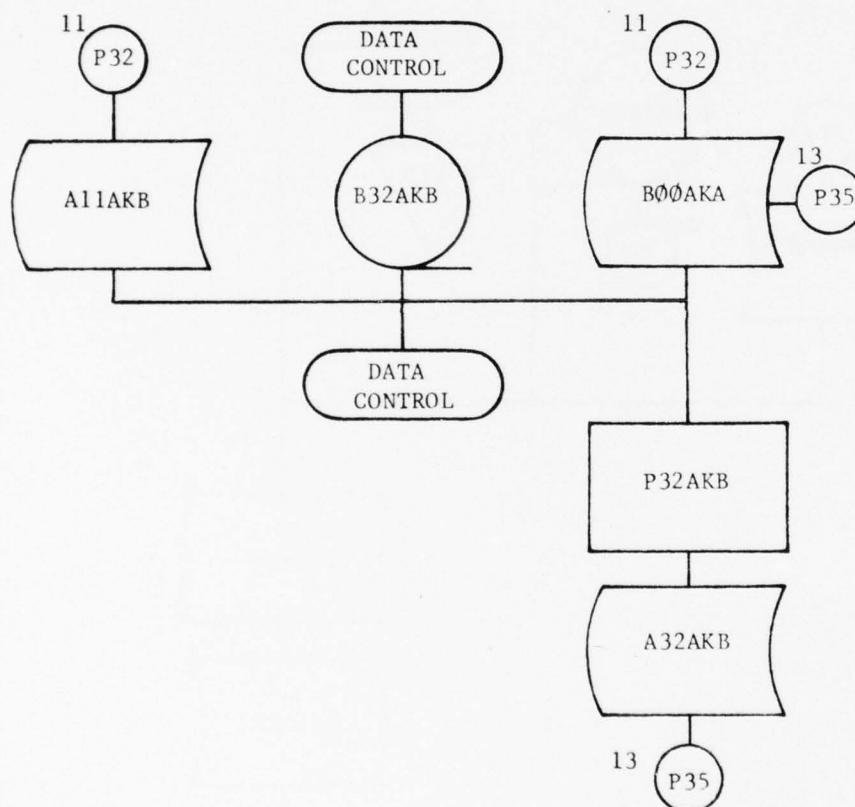 11
P32
DATA
CONTROL
11
P32
A11AKB
B32AKB
BØØAKA
13
P35
DATA
CONTROL
P32AKB
A32AKB
13
P35